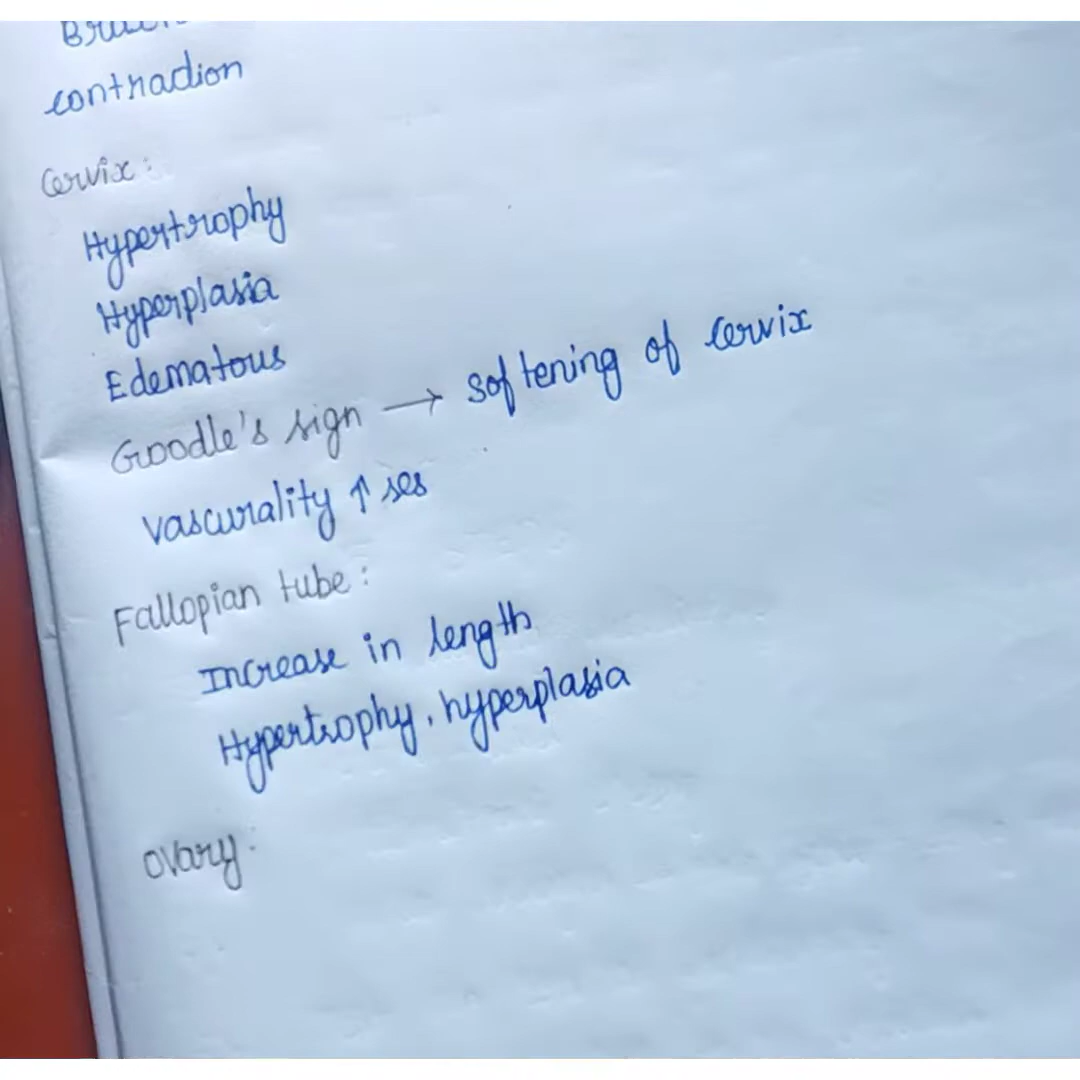 contraction
Cervix:
Hypertrophy
Hyperplasia
Edematous
Goodle's sign → softening of cervix
vascurality ↑ses
Fallopian tube:
Increase in length
Hypertrophy, hyperplasia
ovary: